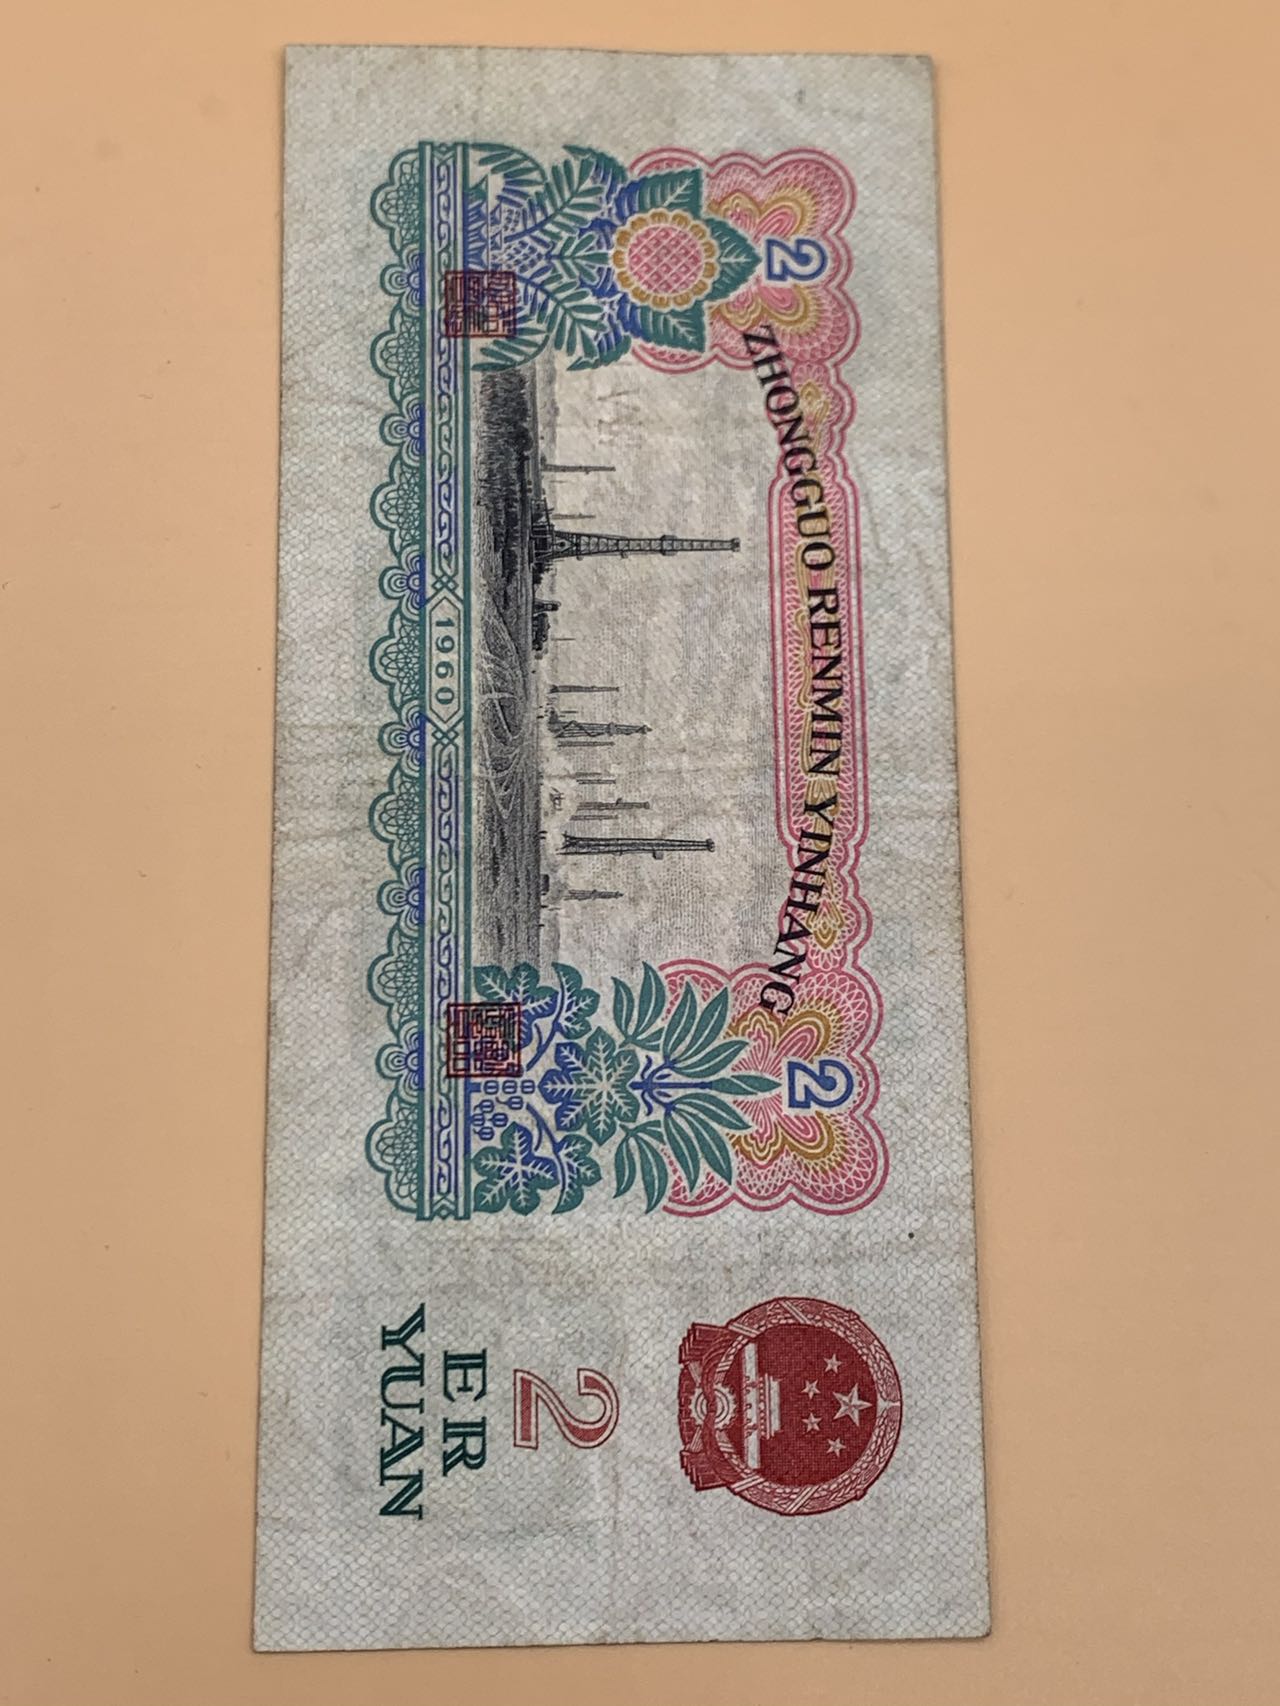 ZHONGGUO RENMIN YINHANG
2
2
1960
2
ER
YUAN